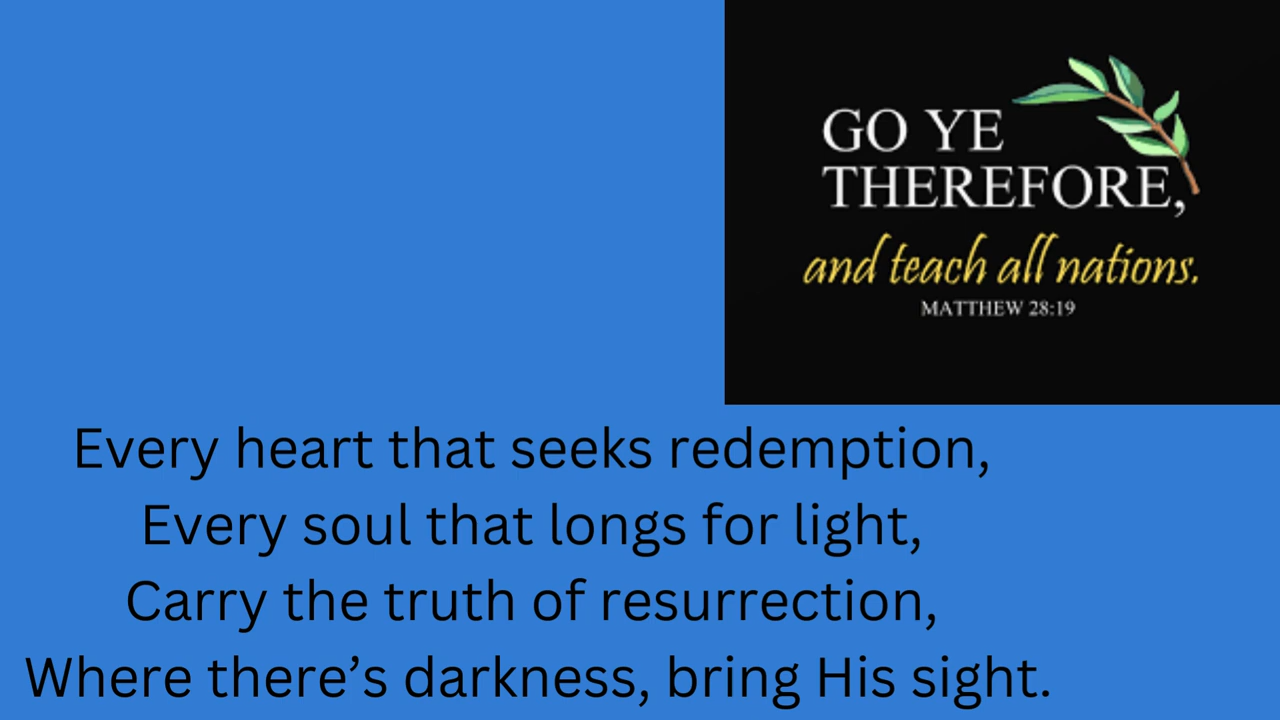 GO YE
THEREFORE,
and teach all nations.
MATTHEW 28:19
Every heart that seeks redemption,
Every soul that longs for light,
Carry the truth of resurrection,
Where there’s darkness, bring His sight.